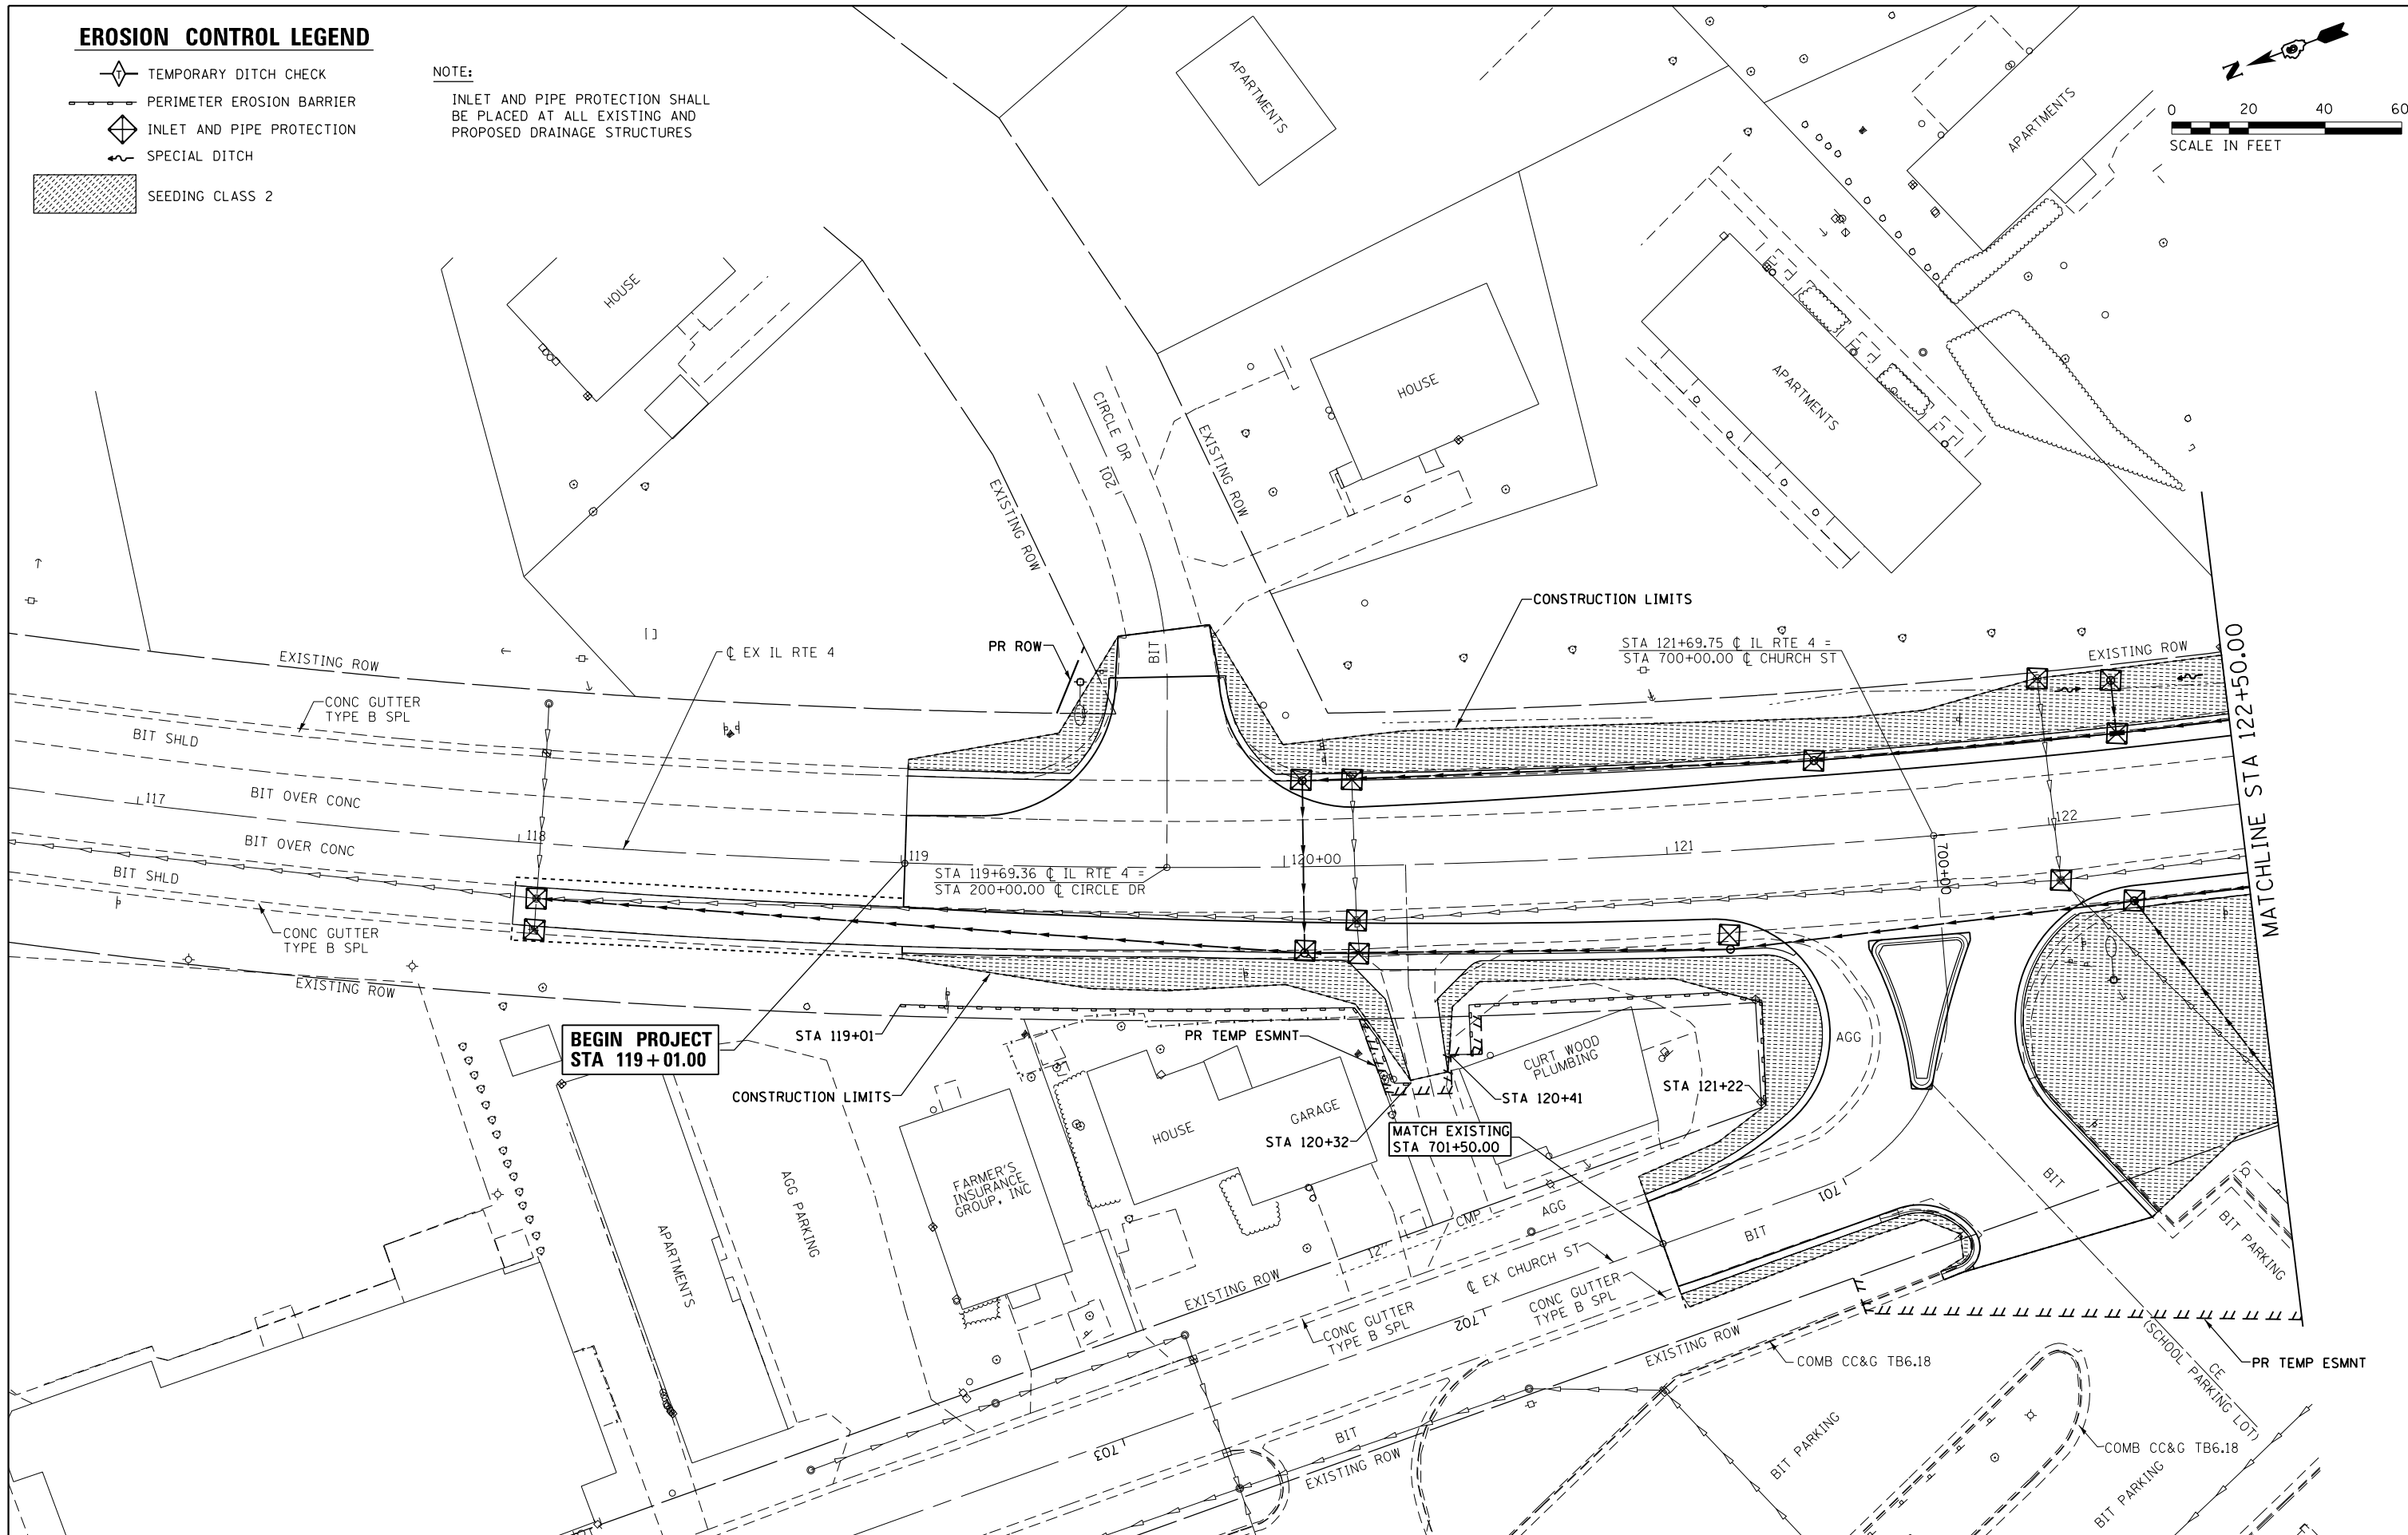 EROSION CONTROL LEGEND
T
TEMPORARY DITCH CHECK
PERIMETER EROSION BARRIER
INLET AND PIPE PROTECTION
SPECIAL DITCH
SEEDING CLASS 2
NOTE:
INLET AND PIPE PROTECTION SHALL
BE PLACED AT ALL EXISTING AND
PROPOSED DRAINAGE STRUCTURES
N
0 20 40 60
SCALE IN FEET
APARTMENTS
APARTMENTS
HOUSE
HOUSE
APARTMENTS
CIRCLE DR
201
EXISTING ROW
EXISTING ROW
CONSTRUCTION LIMITS
STA 121+69.75 ℄ IL RTE 4 =
STA 700+00.00 ℄ CHURCH ST
EXISTING ROW
MATCHLINE STA 122+50.00
PR ROW
BIT
EXISTING ROW
℄ EX IL RTE 4
CONC GUTTER
TYPE B SPL
BIT SHLD
BIT OVER CONC
117
118
119
120+00
121
122
700+00
BIT OVER CONC
BIT SHLD
STA 119+69.36 ℄ IL RTE 4 =
STA 200+00.00 ℄ CIRCLE DR
CONC GUTTER
TYPE B SPL
EXISTING ROW
BEGIN PROJECT
STA 119+01.00
STA 119+01
CONSTRUCTION LIMITS
PR TEMP ESMNT
CURT WOOD
PLUMBING
AGG
STA 121+22
STA 120+41
STA 120+32
MATCH EXISTING
STA 701+50.00
HOUSE
GARAGE
FARMER'S
INSURANCE
GROUP, INC
AGG PARKING
APARTMENTS
EXISTING ROW
12"
CMP
AGG
℄ EX CHURCH ST
BIT
701
BIT
BIT PARKING
CONC GUTTER
TYPE B SPL
702
CONC GUTTER
TYPE B SPL
EXISTING ROW
COMB CC&G TB6.18
CE
(SCHOOL PARKING LOT)
PR TEMP ESMNT
703
BIT
EXISTING ROW
BIT PARKING
COMB CC&G TB6.18
BIT PARKING